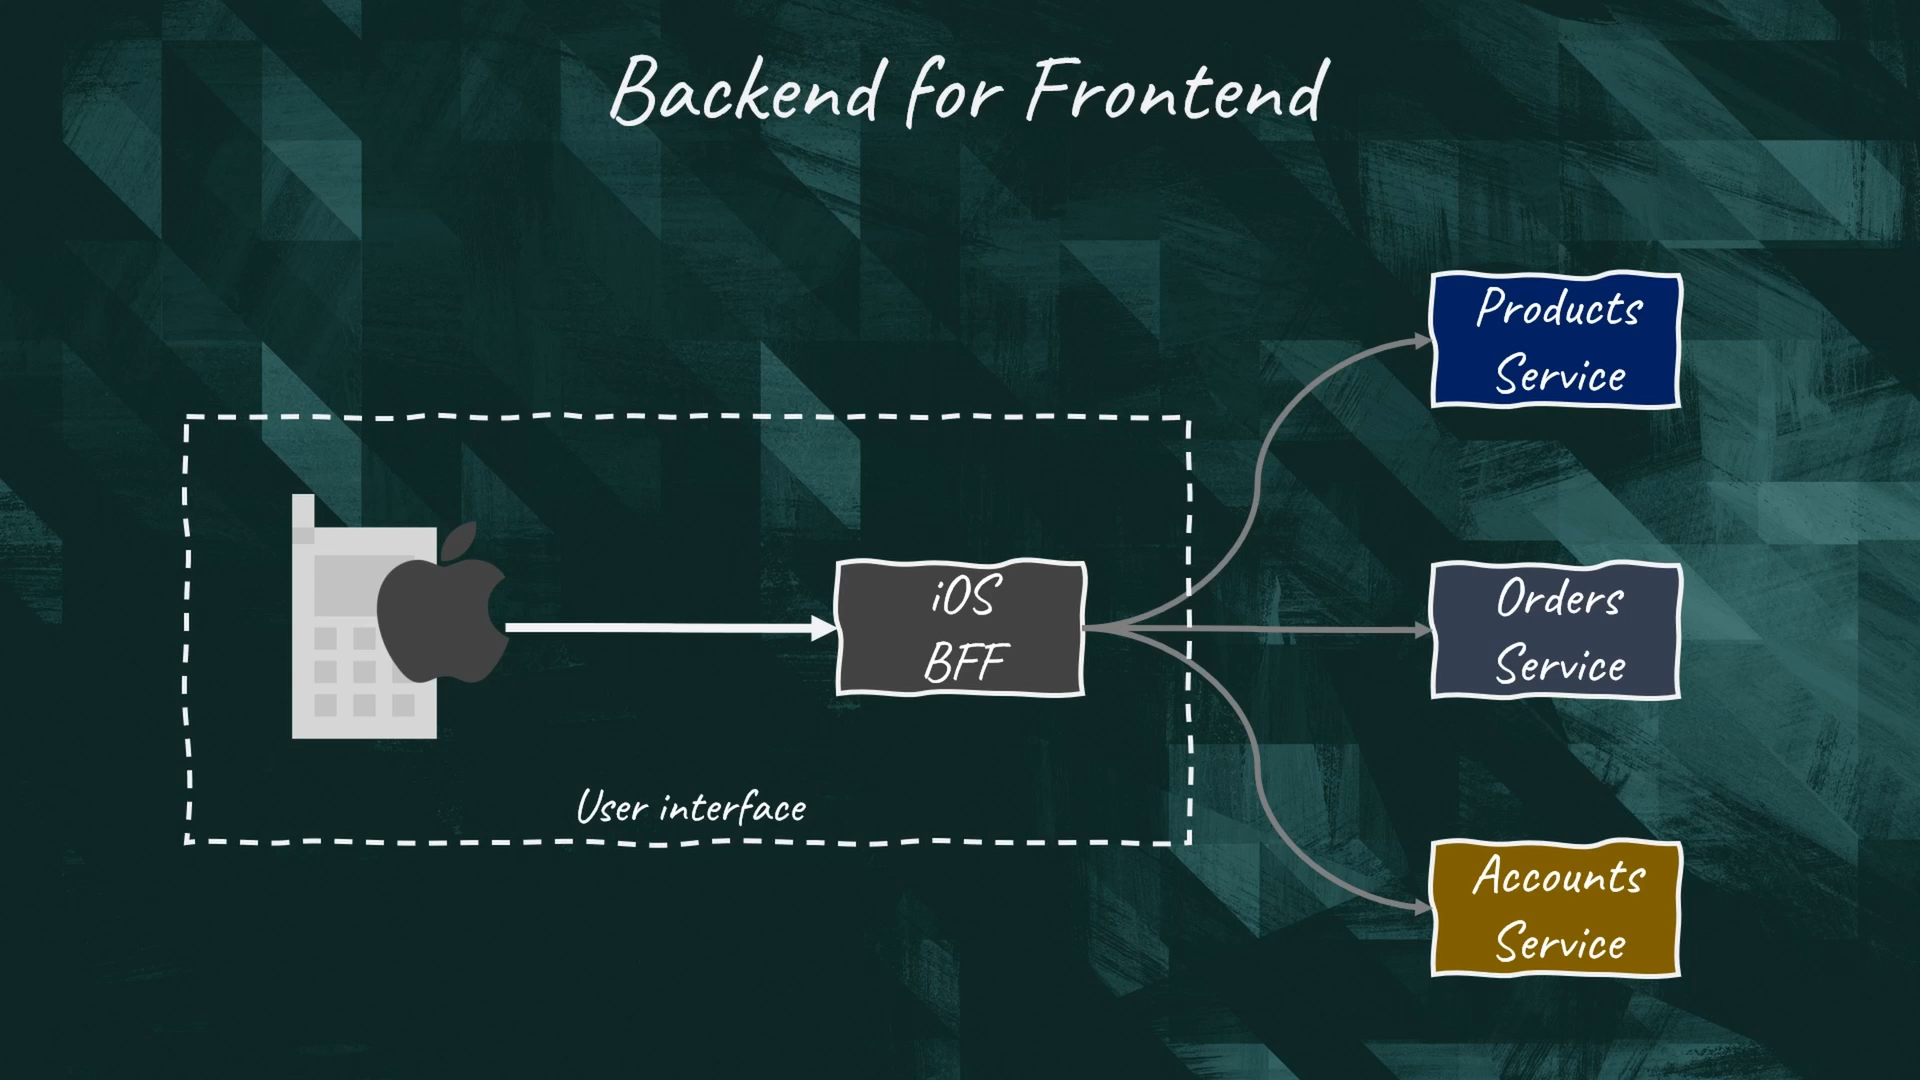 Backend for Frontend
Products
Service
iOS
BFF
Orders
Service
User interface
Accounts
Service